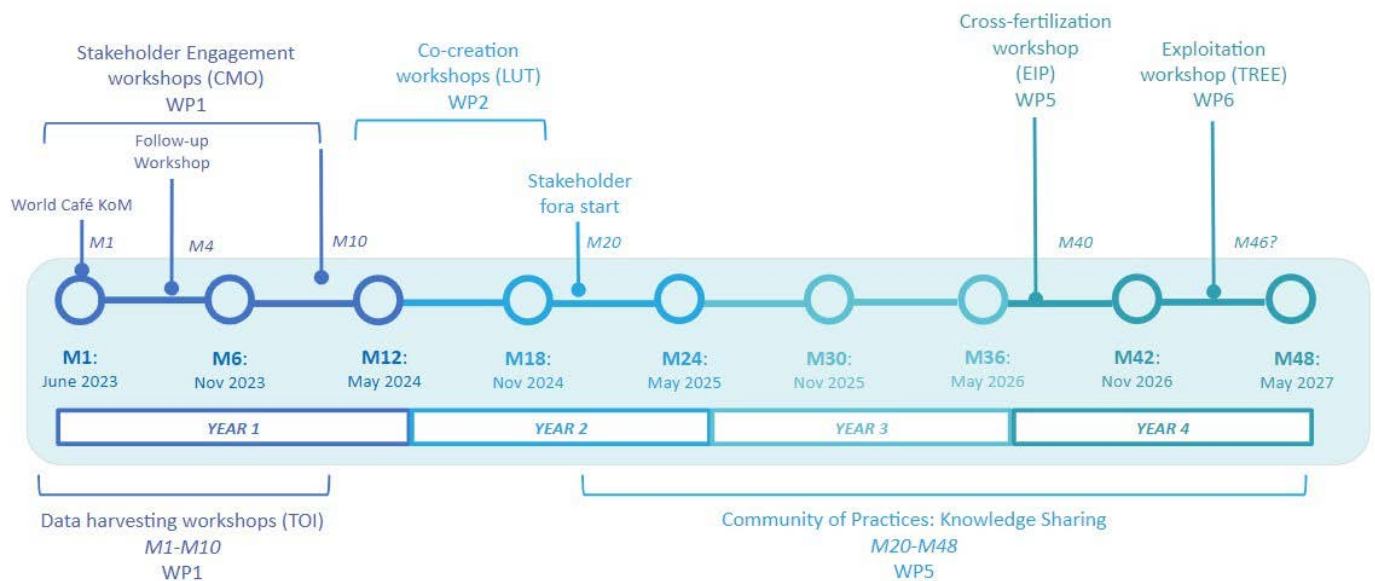 Stakeholder Engagement
workshops (CMO)
WP1
Co-creation
workshops (LUT)
WP2
Cross-fertilization
workshop
(EIP)
WP5
Exploitation
workshop (TREE)
WP6
Follow-up
Workshop
World Café KoM
Stakeholder
fora start
M1
M4
M10
M20
M40
M46?
M1:
June 2023
M6:
Nov 2023
M12:
May 2024
M18:
Nov 2024
M24:
May 2025
M30:
Nov 2025
M36:
May 2026
M42:
Nov 2026
M48:
May 2027
YEAR 1
YEAR 2
YEAR 3
YEAR 4
Data harvesting workshops (TOI)
M1-M10
WP1
Community of Practices: Knowledge Sharing
M20-M48
WP5